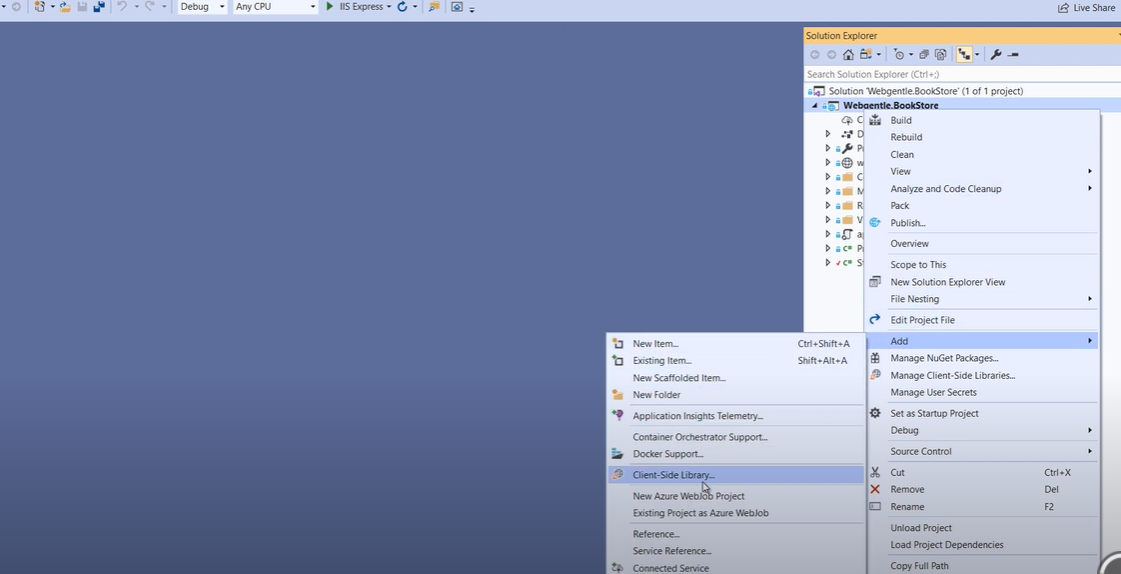 Debug
Any CPU
IIS Express
Live Share
Solution Explorer
Search Solution Explorer (Ctrl+;)
Solution 'Webgentle.BookStore' (1 of 1 project)
Webgentle.BookStore
Build
Rebuild
Clean
View
Analyze and Code Cleanup
Pack
Publish...
Overview
Scope to This
New Solution Explorer View
File Nesting
Edit Project File
Add
Manage NuGet Packages...
Manage Client-Side Libraries...
Manage User Secrets
Set as Startup Project
Debug
Source Control
Cut Ctrl+X
Remove Del
Rename F2
Unload Project
Load Project Dependencies
Copy Full Path
New Item... Ctrl+Shift+A
Existing Item... Shift+Alt+A
New Scaffolded Item...
New Folder
Application Insights Telemetry...
Container Orchestrator Support...
Docker Support...
Client-Side Library...
New Azure WebJob Project
Existing Project as Azure WebJob
Reference...
Service Reference...
Connected Service